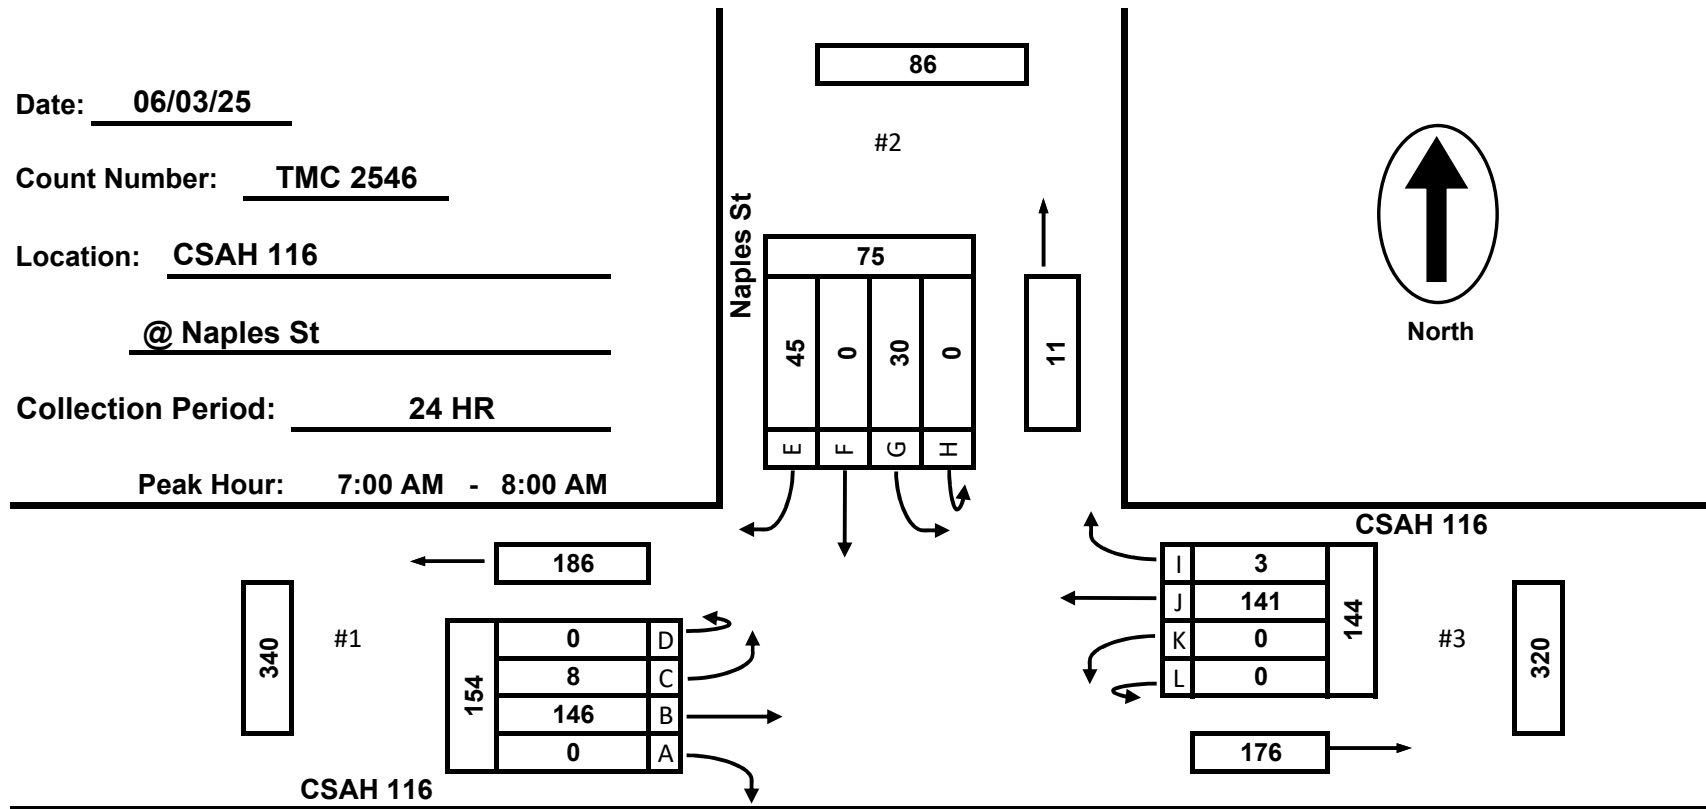 86
Date: 06/03/25
#2
Count Number: TMC 2546
Naples St
Location: CSAH 116
75
@ Naples St
North
45 0 30 0
11
Collection Period: 24 HR
E F G H
Peak Hour: 7:00 AM - 8:00 AM
CSAH 116
186
340
#1
154
0 D
8 C
146 B
0 A
I 3
J 141
K 0
L 0
144
#3
320
176
CSAH 116